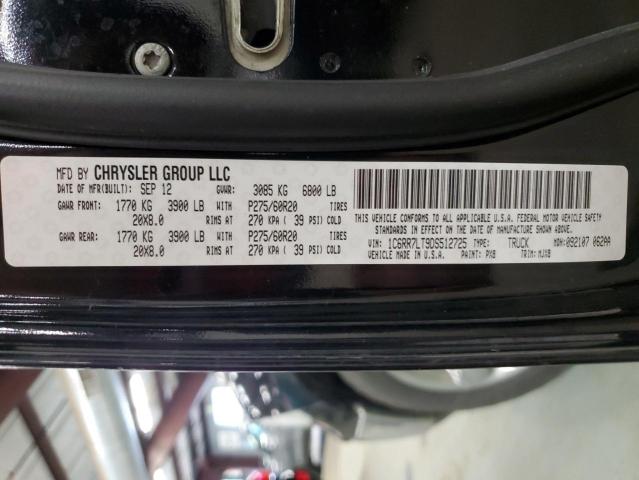 MFD BY CHRYSLER GROUP LLC
DATE OF MFR(BUILT): SEP 12 GVWR: 3085 KG 6800 LB
GAWR FRONT: 1770 KG 3900 LB WITH P275/60R20 TIRES
20X8.0 RIMS AT 270 KPA ( 39 PSI) COLD
GAWR REAR: 1770 KG 3900 LB WITH P275/60R20 TIRES
20X8.0 RIMS AT 270 KPA ( 39 PSI) COLD
THIS VEHICLE CONFORMS TO ALL APPLICABLE U.S.A. FEDERAL MOTOR VEHICLE SAFETY
STANDARDS IN EFFECT ON THE DATE OF MANUFACTURE SHOWN ABOVE.
VIN: 1C6RR7LT9DS512725 TYPE: TRUCK MDH: 092107 062AA
VEHICLE MADE IN U.S.A. PAINT: PX8 TRIM: MJX8